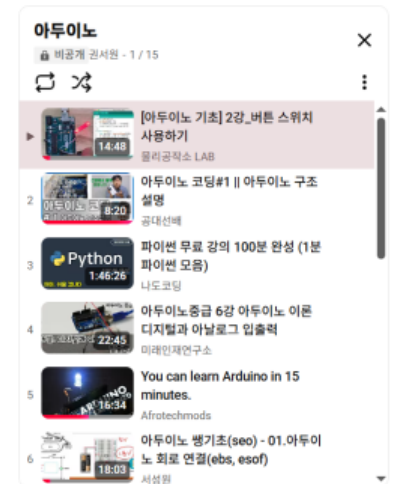 아두이노
비공개 권서원 - 1 / 15
[아두이노 기초] 2강_버튼 스위치
사용하기
물리공작소 LAB
14:48
2
아두이노 코딩#1 || 아두이노 구조
설명
공대선배
8:20
3
파이썬 무료 강의 100분 완성 (1분
파이썬 모음)
나도코딩
Python
1:46:26
4
아두이노중급 6강 아두이노 이론
디지털과 아날로그 입출력
미래인재연구소
22:45
5
You can learn Arduino in 15
minutes.
Afrotechmods
16:34
6
아두이노 쌩기초(seo) - 01.아두이
노 회로 연결(ebs, esof)
서성원
18:03